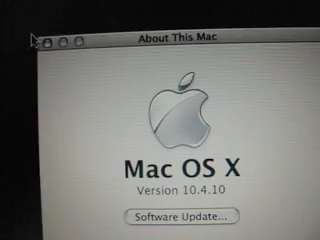 About This Mac
Mac OS X
Version 10.4.10
Software Update...